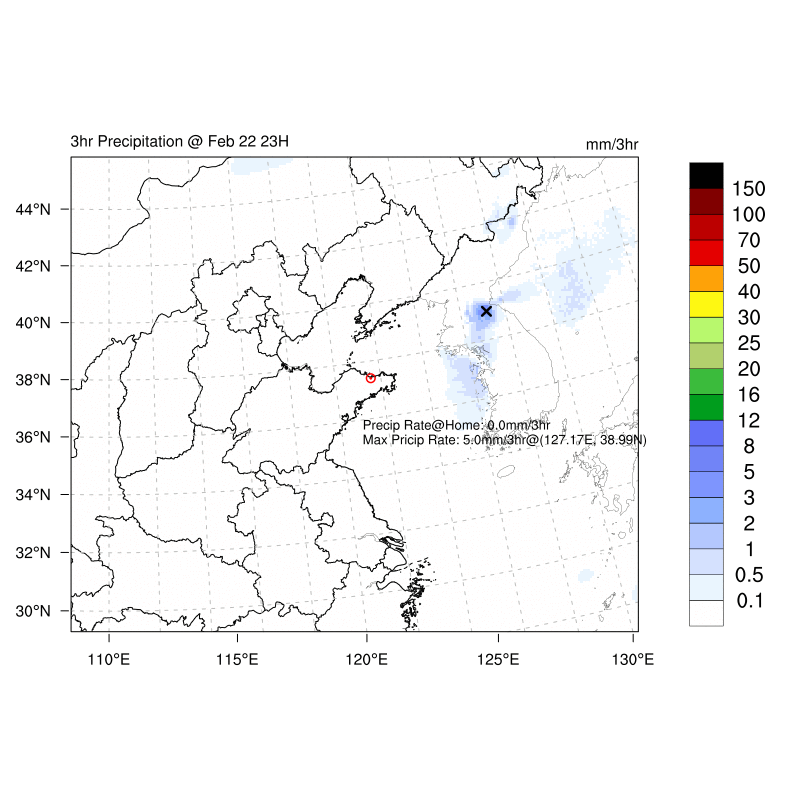 3hr Precipitation @ Feb 22 23H
mm/3hr
44°N
42°N
40°N
38°N
36°N
34°N
32°N
30°N
110°E
115°E
120°E
125°E
130°E
Precip Rate@Home: 0.0mm/3hr
Max Pricip Rate: 5.0mm/3hr@(127.17E, 38.99N)
150
100
70
50
40
30
25
20
16
12
8
5
3
2
1
0.5
0.1